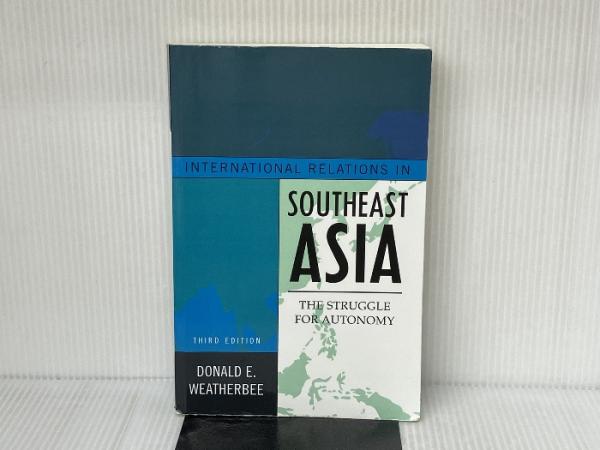 INTERNATIONAL RELATIONS IN
SOUTHEAST
ASIA
THE STRUGGLE
FOR AUTONOMY
THIRD EDITION
DONALD E.
WEATHERBEE